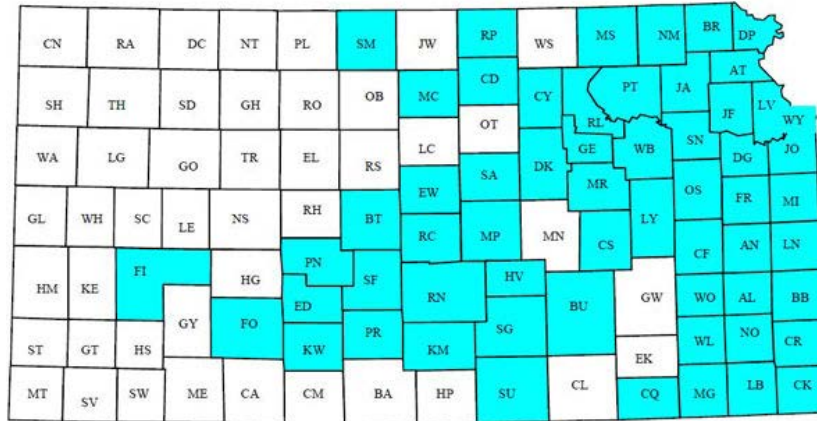 CN RA DC NT PL SM JW RP WS MS NM BR DP
SH TH SD GH RO OB MC CD CY RL PT JA AT
OT JF LV WY
WA LG GO TR EL RS LC SA DK GE WB SN DG JO
GL WH SC LE NS RH BT EW MP MN MR LY OS FR MI
RC CS CF AN LN
HM KE FI HG PN SF RN HV BU GW WO AL BB
GY FO ED SG
ST GT HS KW PR KM EK WL NO CR
MT SV SW ME CA CM BA HP SU CL CQ MG LB CK